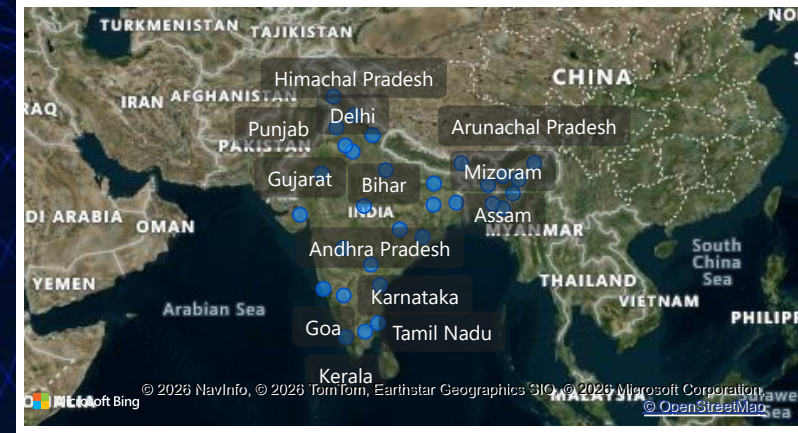 NO
TURKMENISTAN
TAJIKISTAN
Himachal Pradesh
CHINA
IRAN
AFGHANISTAN
RAQ
Delhi
Punjab
Arunachal Pradesh
PAKISTAN
Gujarat
Bihar
Mizoram
INDIA
Assam
DI ARABIA
OMAN
MYANMAR
Andhra Pradesh
South
China
Sea
YEMEN
THAILAND
Karnataka
VIETNAM
Arabian Sea
PHILIPP
Goa
Tamil Nadu
Kerala
© 2026 NavInfo, © 2026 TomTom, Earthstar Geographics SIO, © 2026 Microsoft Corporation,
Microsoft Bing
MALAYSIA
© OpenStreetMap
Sea